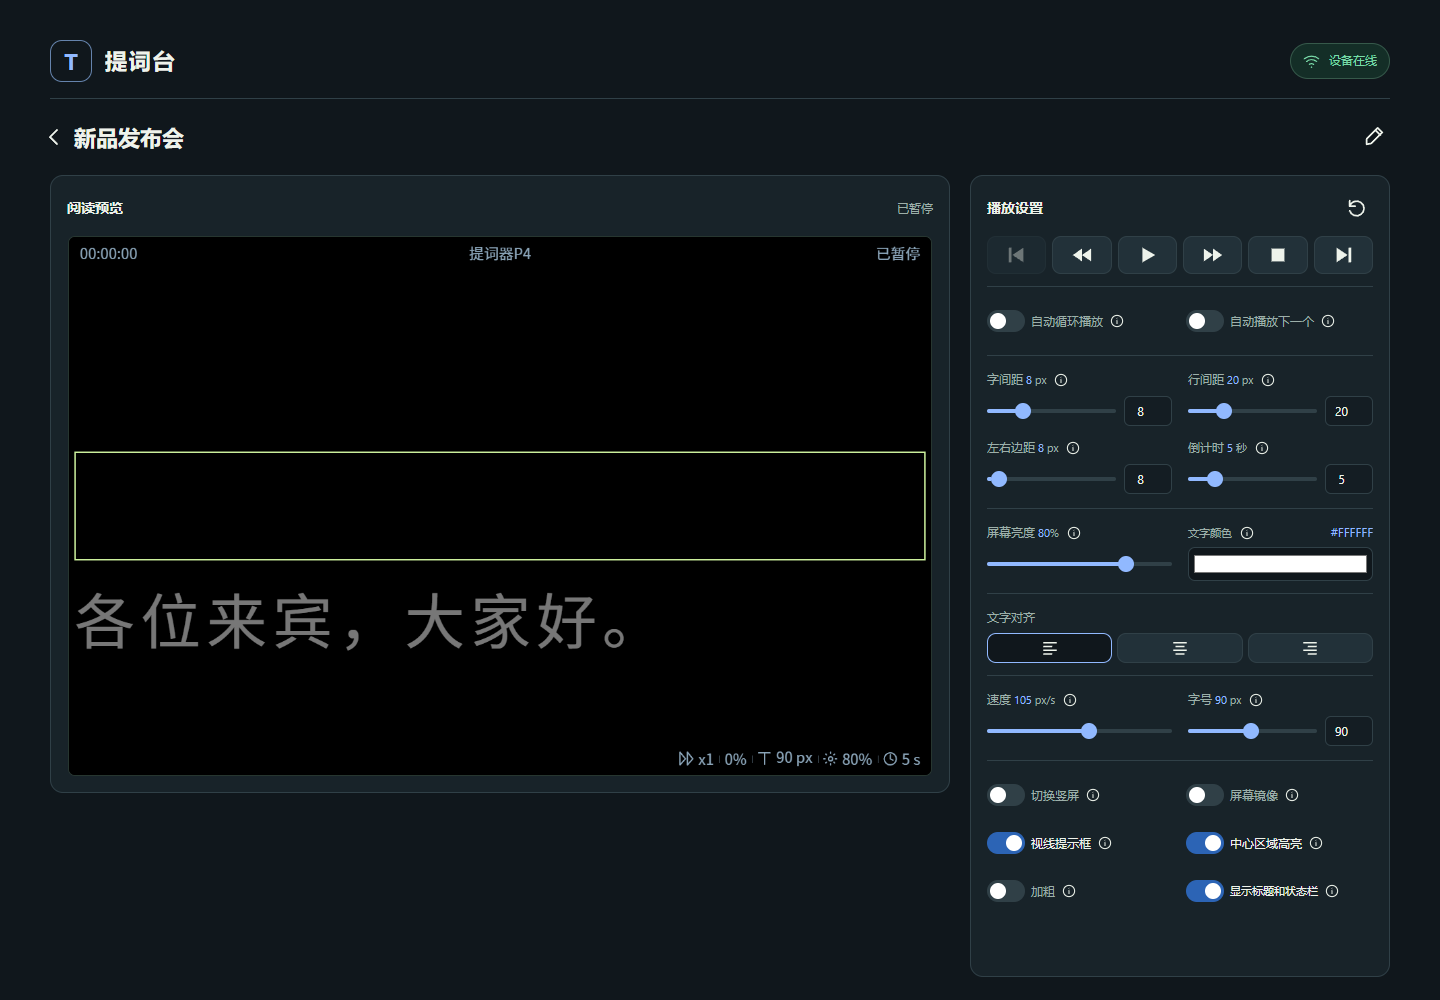 T 提词台
设备在线
新品发布会
阅读预览
已暂停
00:00:00 提词器P4 已暂停
各位来宾，大家好。
x1 0% 90 px 80% 5 s
播放设置
自动循环播放 自动播放下一个
字间距 8 px 行间距 20 px
8 20
左右边距 8 px 倒计时 5 秒
8 5
屏幕亮度 80% 文字颜色 #FFFFFF
文字对齐
速度 105 px/s 字号 90 px
90
切换竖屏 屏幕镜像
视线提示框 中心区域高亮
加粗 显示标题和状态栏